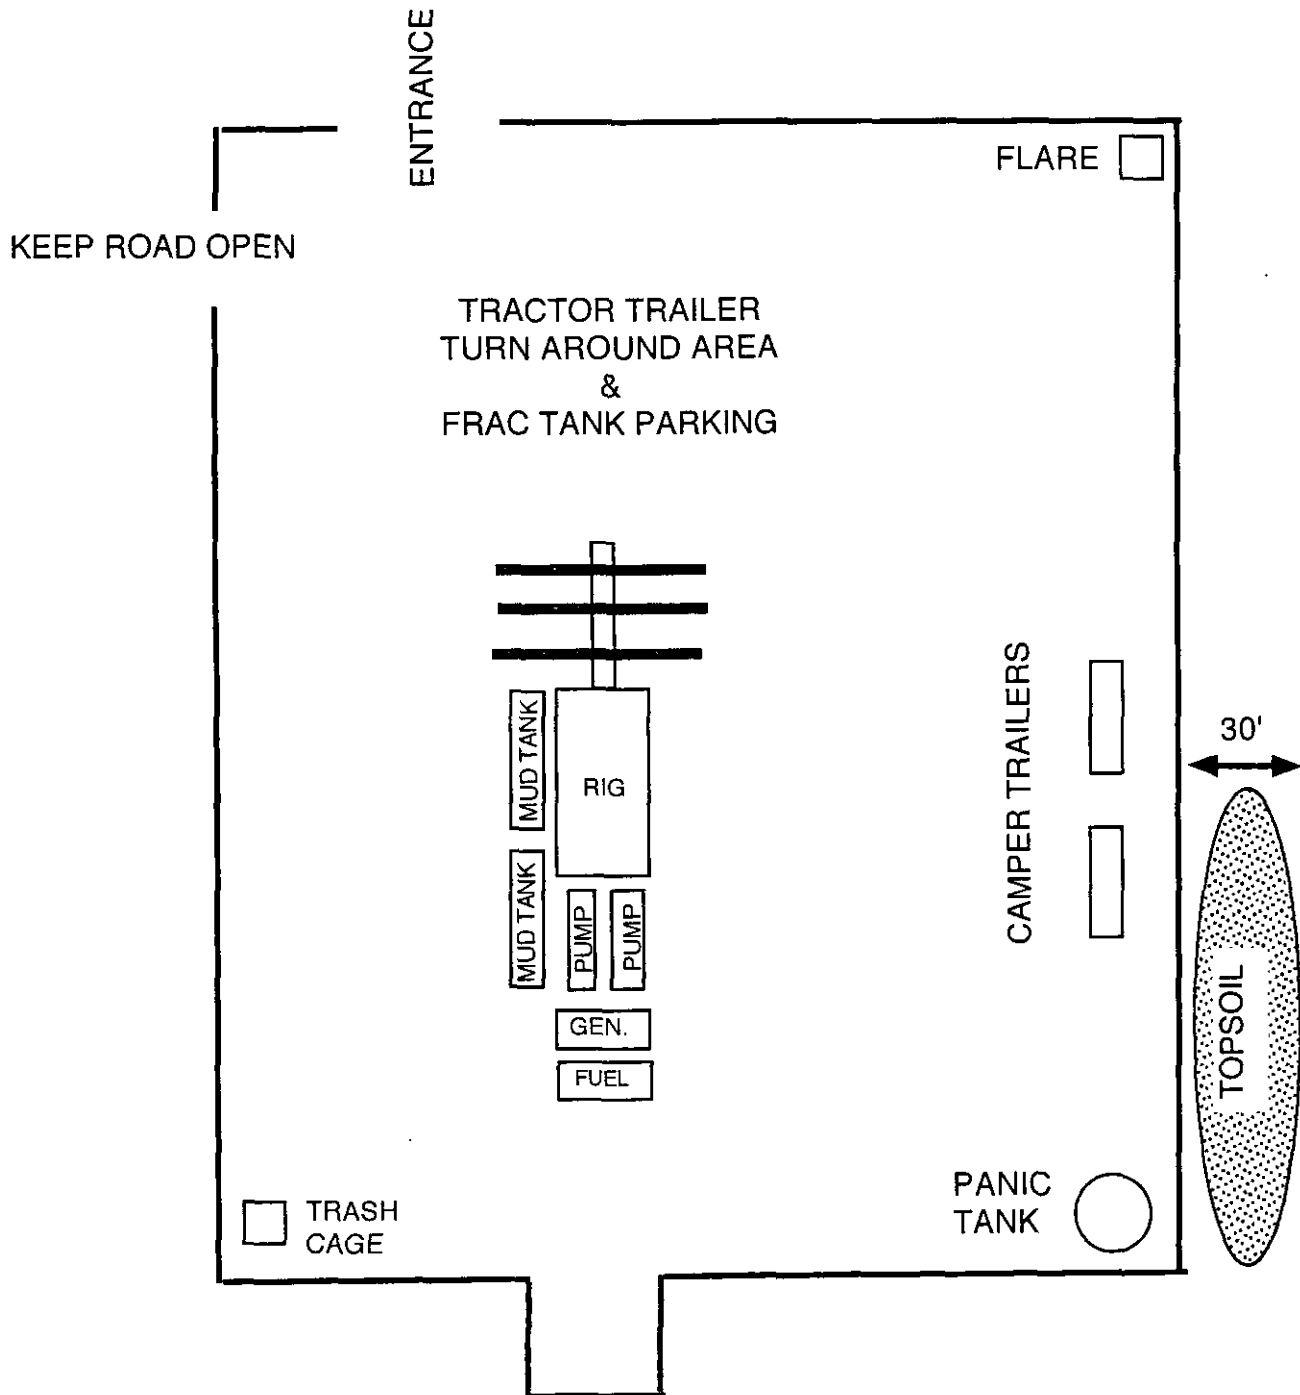 ENTRANCE
FLARE
KEEP ROAD OPEN
TRACTOR TRAILER
TURN AROUND AREA
&
FRAC TANK PARKING
MUD TANK
RIG
CAMPER TRAILERS
30'
MUD TANK
PUMP
PUMP
TOPSOIL
GEN.
FUEL
TRASH
CAGE
PANIC
TANK